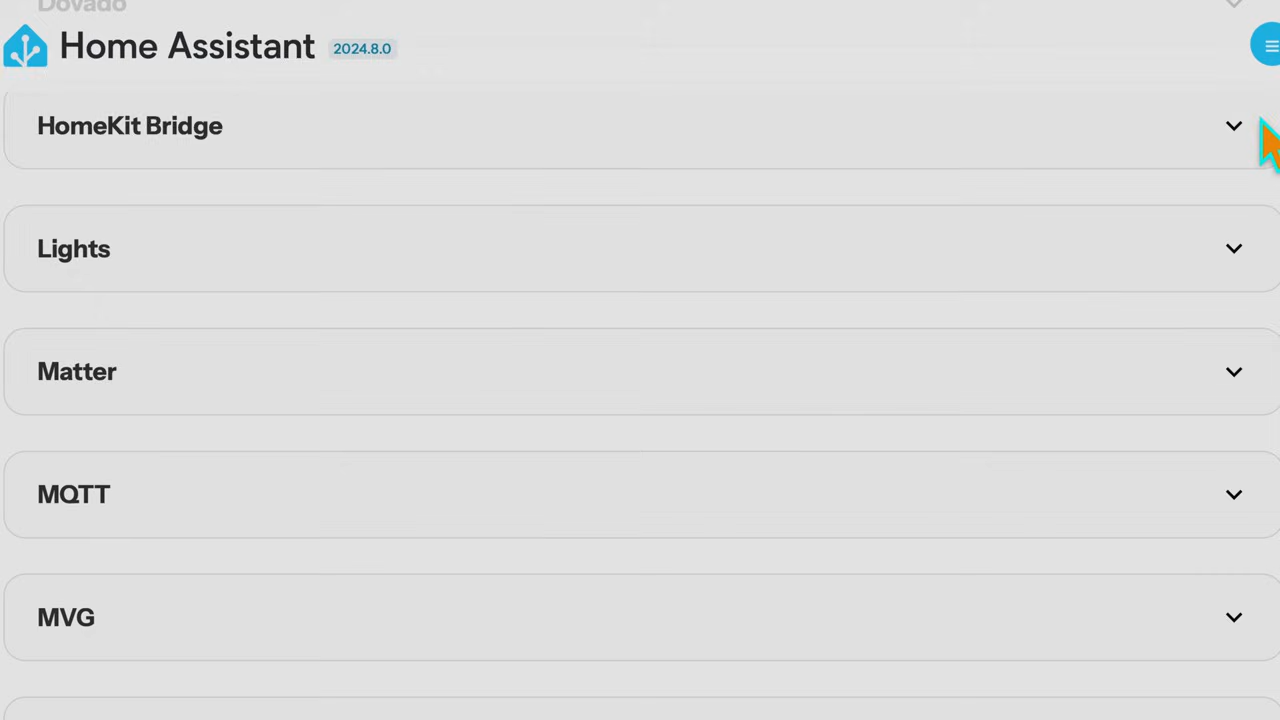 Dovado
Home Assistant 2024.8.0
HomeKit Bridge
Lights
Matter
MQTT
MVG